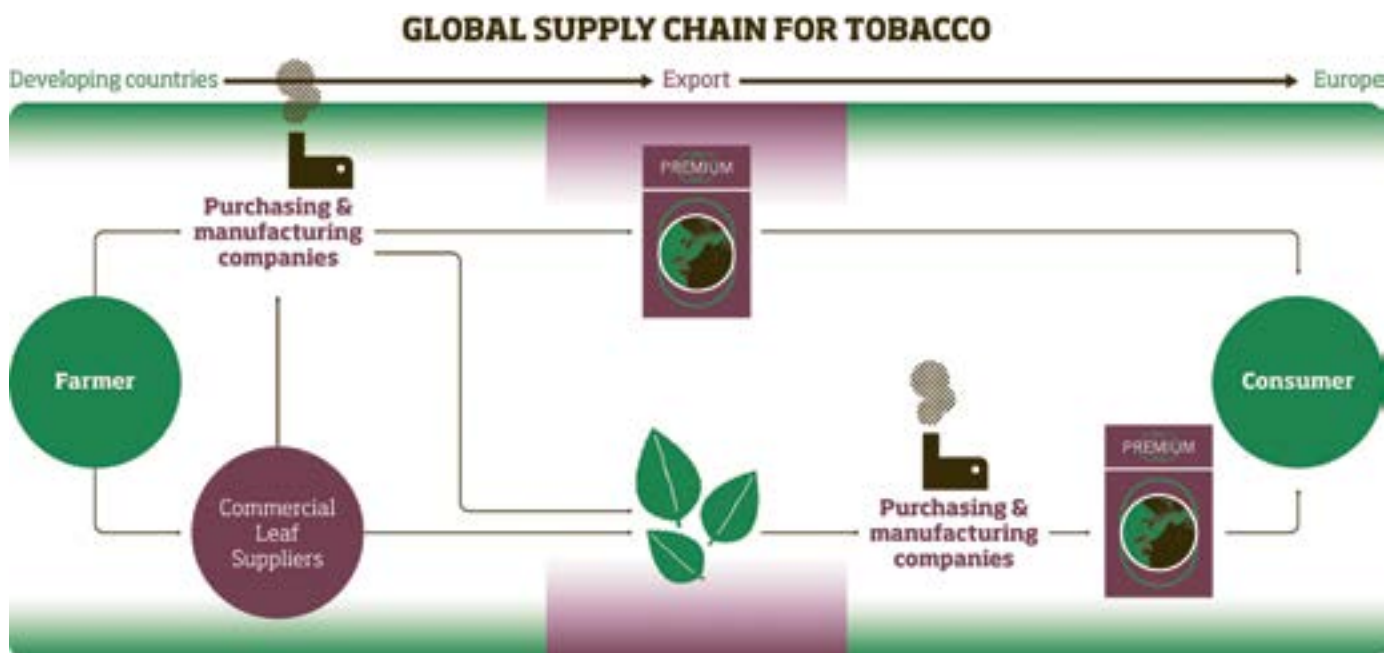 GLOBAL SUPPLY CHAIN FOR TOBACCO
Developing countries
Export
Europe
PREMIUM
Purchasing &
manufacturing
companies
Farmer
Consumer
Commercial
Leaf
Suppliers
PREMIUM
Purchasing &
manufacturing
companies